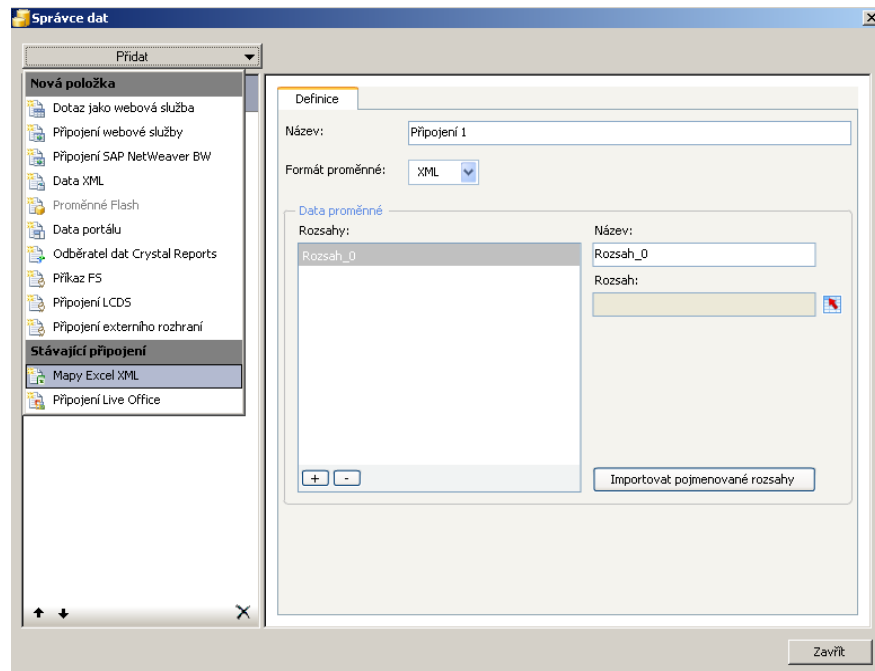 Správce dat
Přidat
Nová položka
Dotaz jako webová služba
Připojení webové služby
Připojení SAP NetWeaver BW
Data XML
Proměnné Flash
Data portálu
Odběratel dat Crystal Reports
Příkaz FS
Připojení LCDS
Připojení externího rozhraní
Stávající připojení
Mapy Excel XML
Připojení Live Office
Definice
Název:
Připojení 1
Formát proměnné:
XML
Data proměnné
Rozsahy:
Rozsah_0
+ -
Název:
Rozsah_0
Rozsah:
Importovat pojmenované rozsahy
Zavřít